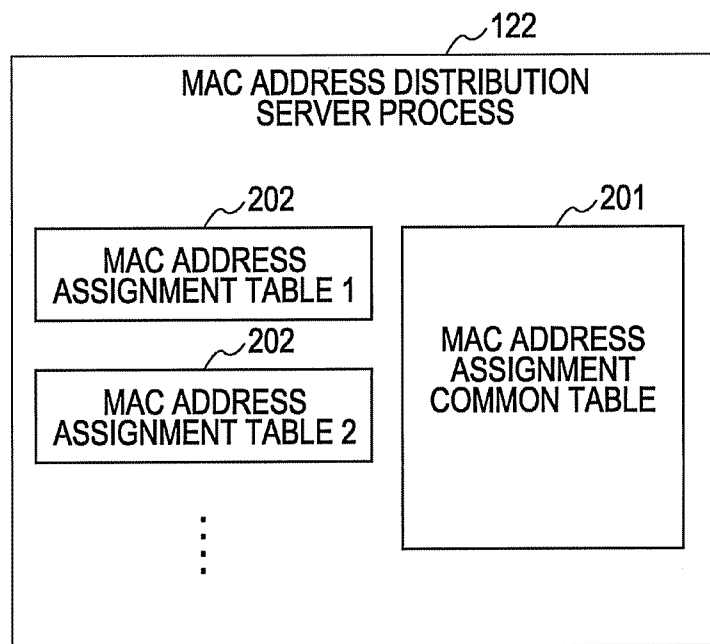 122
MAC ADDRESS DISTRIBUTION
SERVER PROCESS
202
MAC ADDRESS
ASSIGNMENT TABLE 1
202
MAC ADDRESS
ASSIGNMENT TABLE 2
201
MAC ADDRESS
ASSIGNMENT
COMMON TABLE